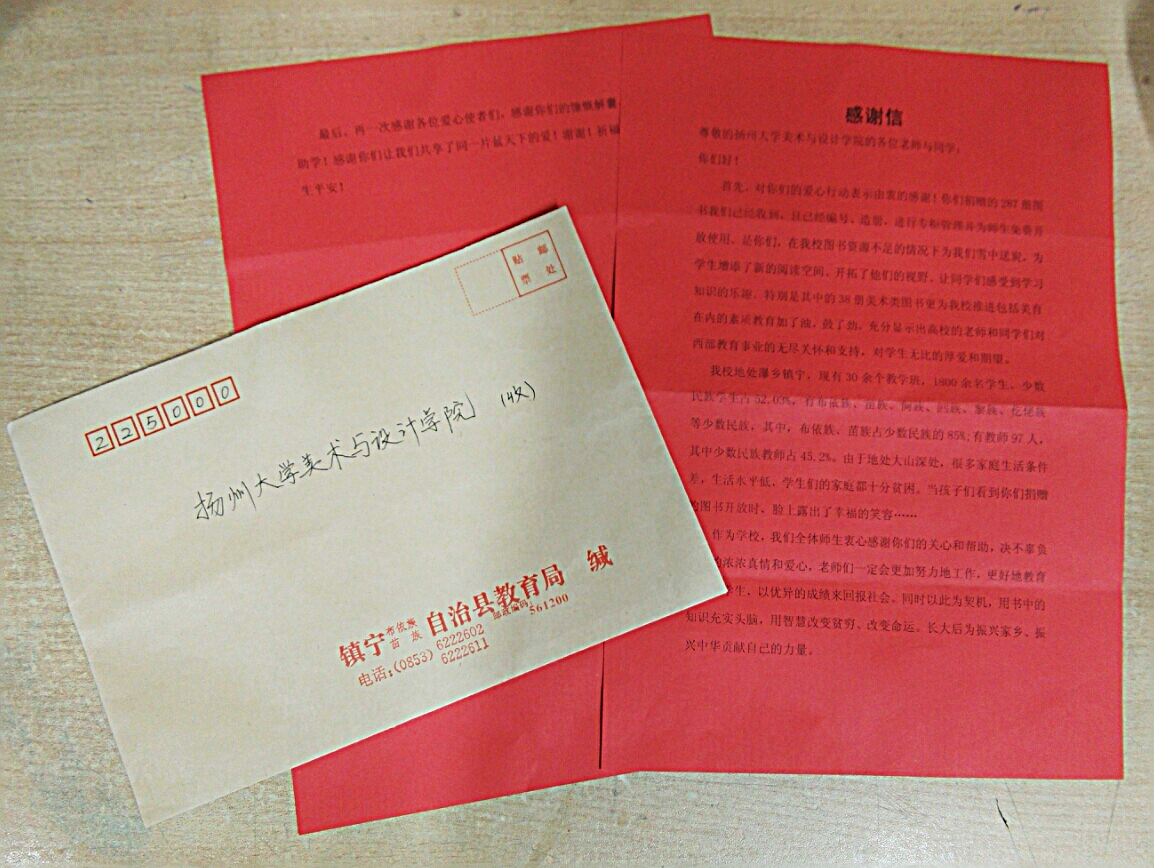 感谢信
尊敬的扬州大学美术与设计学院的各位老师与同学：
你们好！
首先，对你们的爱心行动表示由衷的感谢！你们捐赠的287册图
书我们已经收到，且已经编号、造册，进行专柜管理并为师生免费开
放使用。是你们，在我校图书资源不足的情况下为我们雪中送炭，为
学生增添了新的阅读空间，开拓了他们的视野，让同学们感受到学习
知识的乐趣。特别是其中的38册美术类图书更为我校推进包括美育
在内的素项教育加了油，鼓了劲，充分显示出高校的老师和同学们对
西部教育事业的无尽关怀和支持，对学生无比的厚爱和期望。
我校地处瀑乡镇宁，现有30余个教学班，1800余名学生，少数
民族学生占52.03%，有布依族、苗族、侗族、回族、黎族、仡佬族
等少数民族，其中，布依族、苗族占少数民族的85%；有教师97人，
其中少数民族教师占45.2%。由于地处大山深处，很多家庭生活条件
差，生活水平低，学生们的家庭都十分贫困。当孩子们看到你们捐赠
图书开放时，脸上露出了幸福的笑容……
作为学校，我们全体师生衷心感谢你们的关心和帮助，决不辜负
的浓浓真情和爱心，老师们一定会更加努力地工作，更好地教育
学生，以优异的成绩来回报社会。同时以此为契机，用书中的
知识充实头脑，用智慧改变贫穷、改变命运。长大后为振兴家乡、振
兴中华贡献自己的力量。
最后，再一次感谢各位爱心使者们，感谢你们的慷慨解囊
助学！感谢你们让我们共享了同一片蓝天下的爱！谢谢！祈福
生平安！
贴 邮
票 处
225000
扬州大学美术与设计学院 (收)
镇宁布依族苗族自治县教育局 缄
电话:(0853) 6222602 邮政编码 561200
6222611